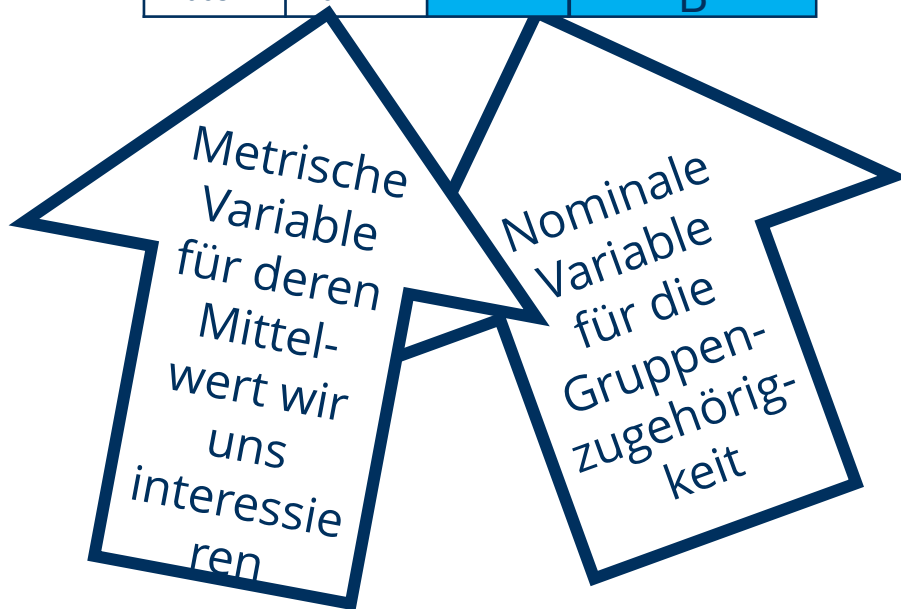 B
Metrische
Variable
für deren
Mittel-
wert wir
uns
interessie
ren
Nominale
Variable
für die
Gruppen-
zugehörig-
keit